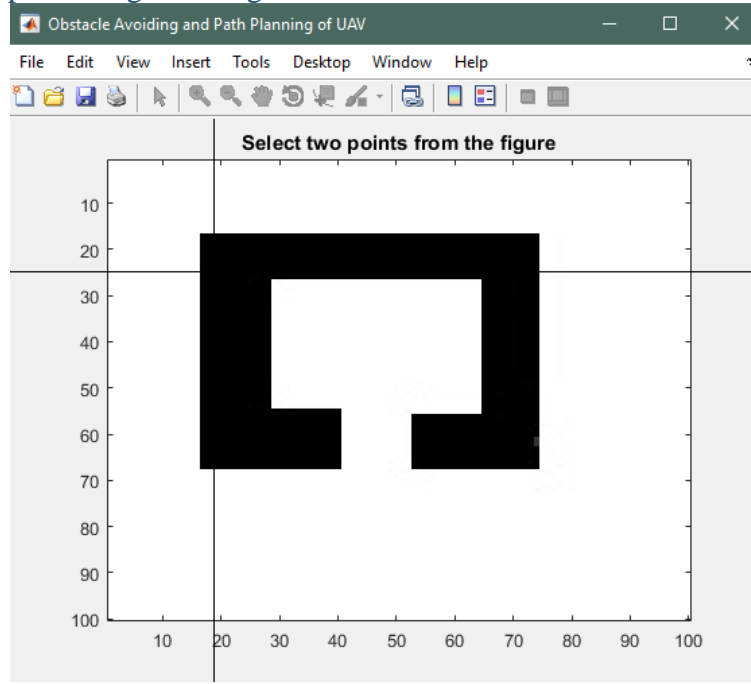 Obstacle Avoiding and Path Planning of UAV
File Edit View Insert Tools Desktop Window Help
Select two points from the figure
10
20
30
40
50
60
70
80
90
100
10 20 30 40 50 60 70 80 90 100